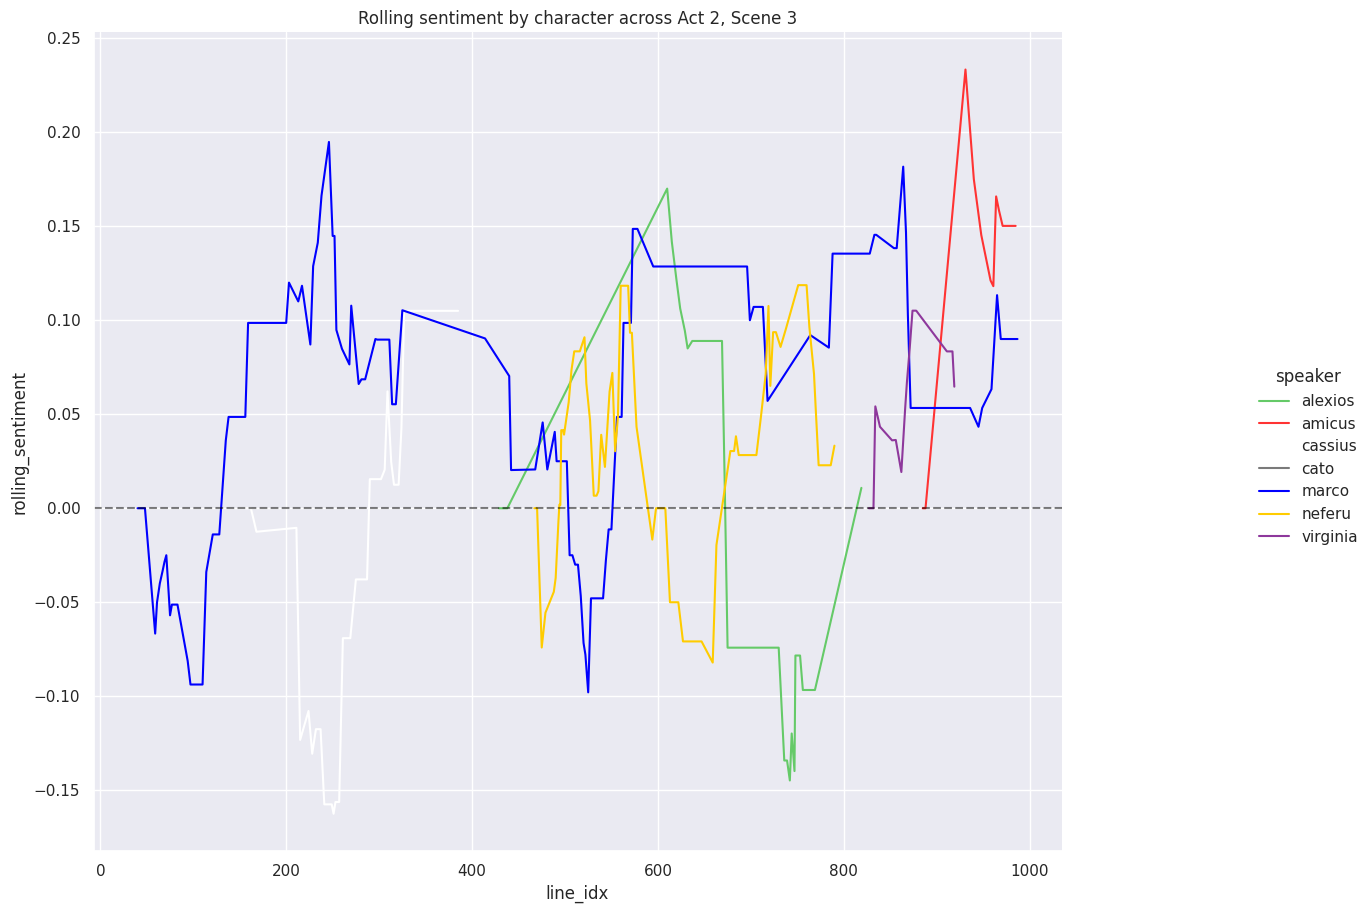 Rolling sentiment by character across Act 2, Scene 3
0.25
0.20
0.15
0.10
0.05
0.00
−0.05
−0.10
−0.15
rolling_sentiment
0
200
400
600
800
1000
line_idx
speaker
alexios
amicus
cassius
cato
marco
neferu
virginia